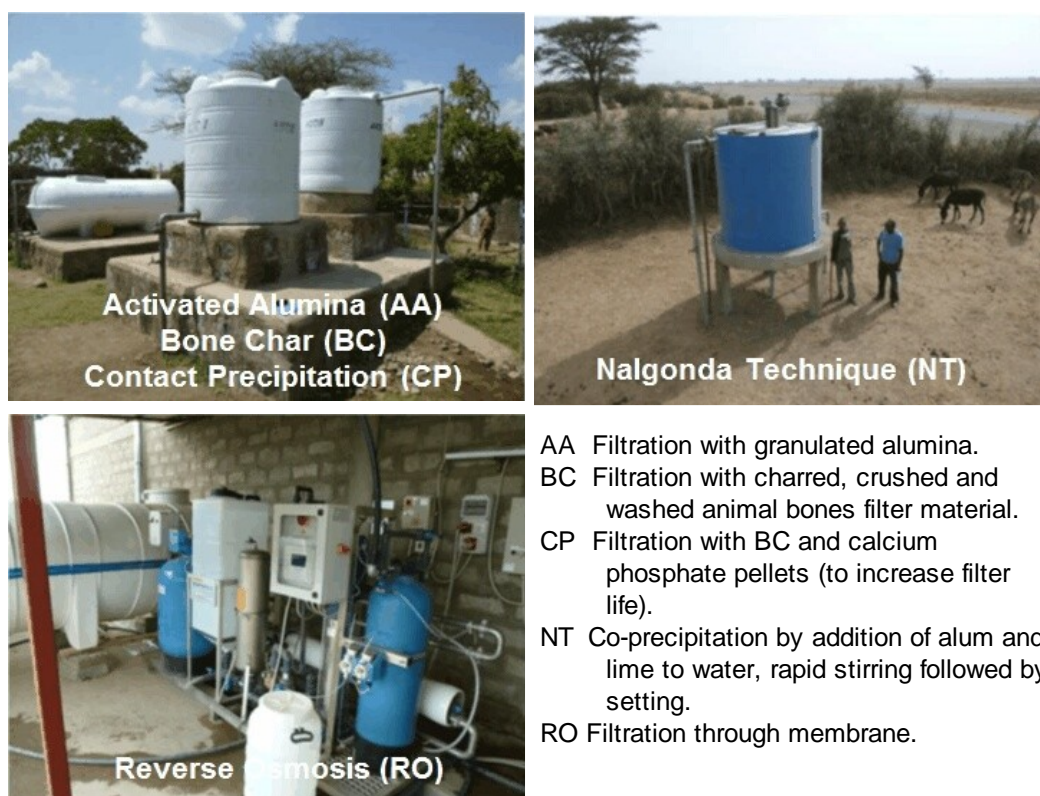 Activated Alumina (AA)
Bone Char (BC)
Contact Precipitation (CP)
Nalgonda Technique (NT)
Reverse Osmosis (RO)
AA Filtration with granulated alumina.
BC Filtration with charred, crushed and
washed animal bones filter material.
CP Filtration with BC and calcium
phosphate pellets (to increase filter
life).
NT Co-precipitation by addition of alum and
lime to water, rapid stirring followed by
setting.
RO Filtration through membrane.